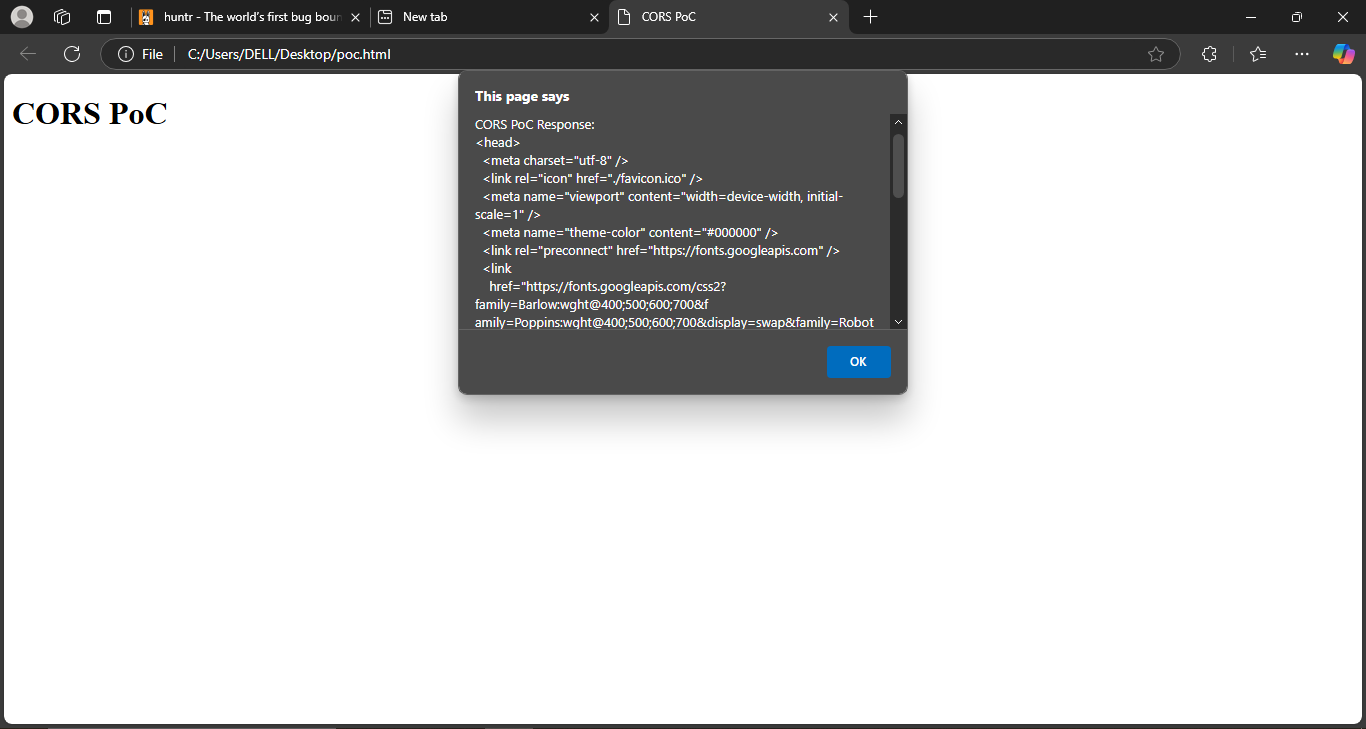 huntr - The world's first bug boun
New tab
CORS PoC
File
C:/Users/DELL/Desktop/poc.html
CORS PoC
This page says
CORS PoC Response:
<head>
<meta charset="utf-8" />
<link rel="icon" href="./favicon.ico" />
<meta name="viewport" content="width=device-width, initial-
scale=1" />
<meta name="theme-color" content="#000000" />
<link rel="preconnect" href="https://fonts.googleapis.com" />
<link
href="https://fonts.googleapis.com/css2?
family=Barlow:wght@400;500;600;700&f
amily=Poppins:wght@400;500;600;700&display=swap&family=Robot
OK